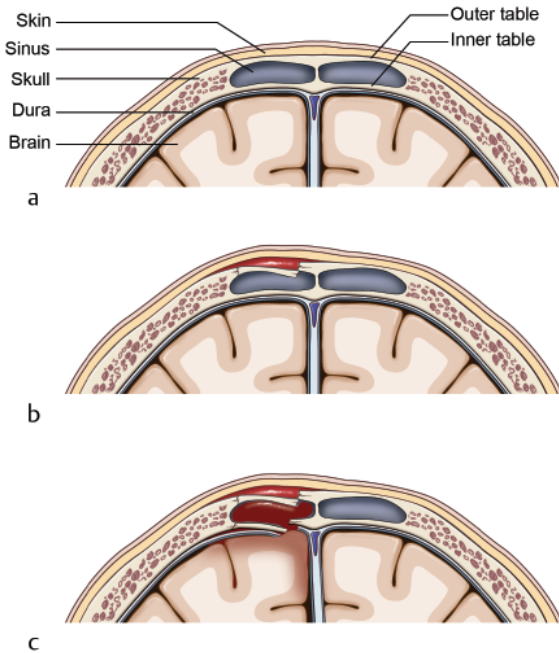 Skin
Sinus
Skull
Dura
Brain
Outer table
Inner table
a
b
c